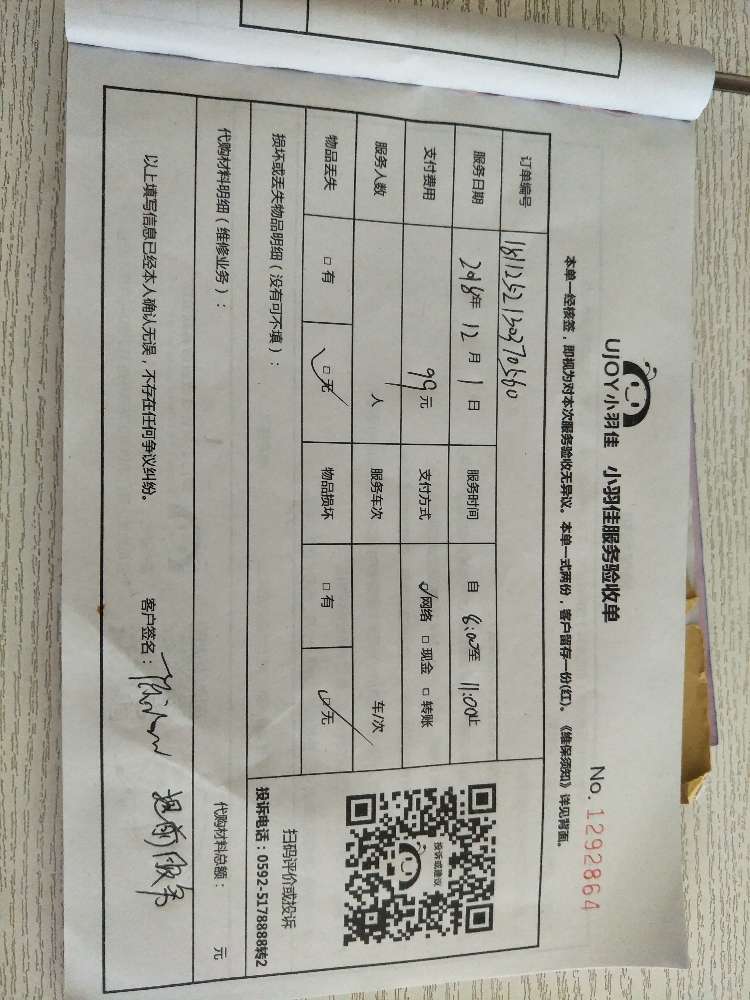 UJOY小羽佳 小羽佳服务验收单
No. 1292864
本单一经核签，即视为对本次服务验收无异议。本单一式两份，客户留存一份(红)。《维保须知》详见背面。
订单编号
服务日期 2018年 12月 1日 服务时间 自 8:00至 11:00止
支付费用 99元 支付方式 ✓网络 □现金 □转账
服务人数 人 服务车次 车/次
物品丢失 □有 ☑无 物品损坏 □有 ☑无
投诉或建议
扫码评价或投诉
投诉电话：0592-5178888转2
损坏或丢失物品明细（没有可不填）：
代购材料明细（维修业务）： 代购材料总额： 元
以上填写信息已经本人确认无误，不存在任何争议纠纷。 客户签名：